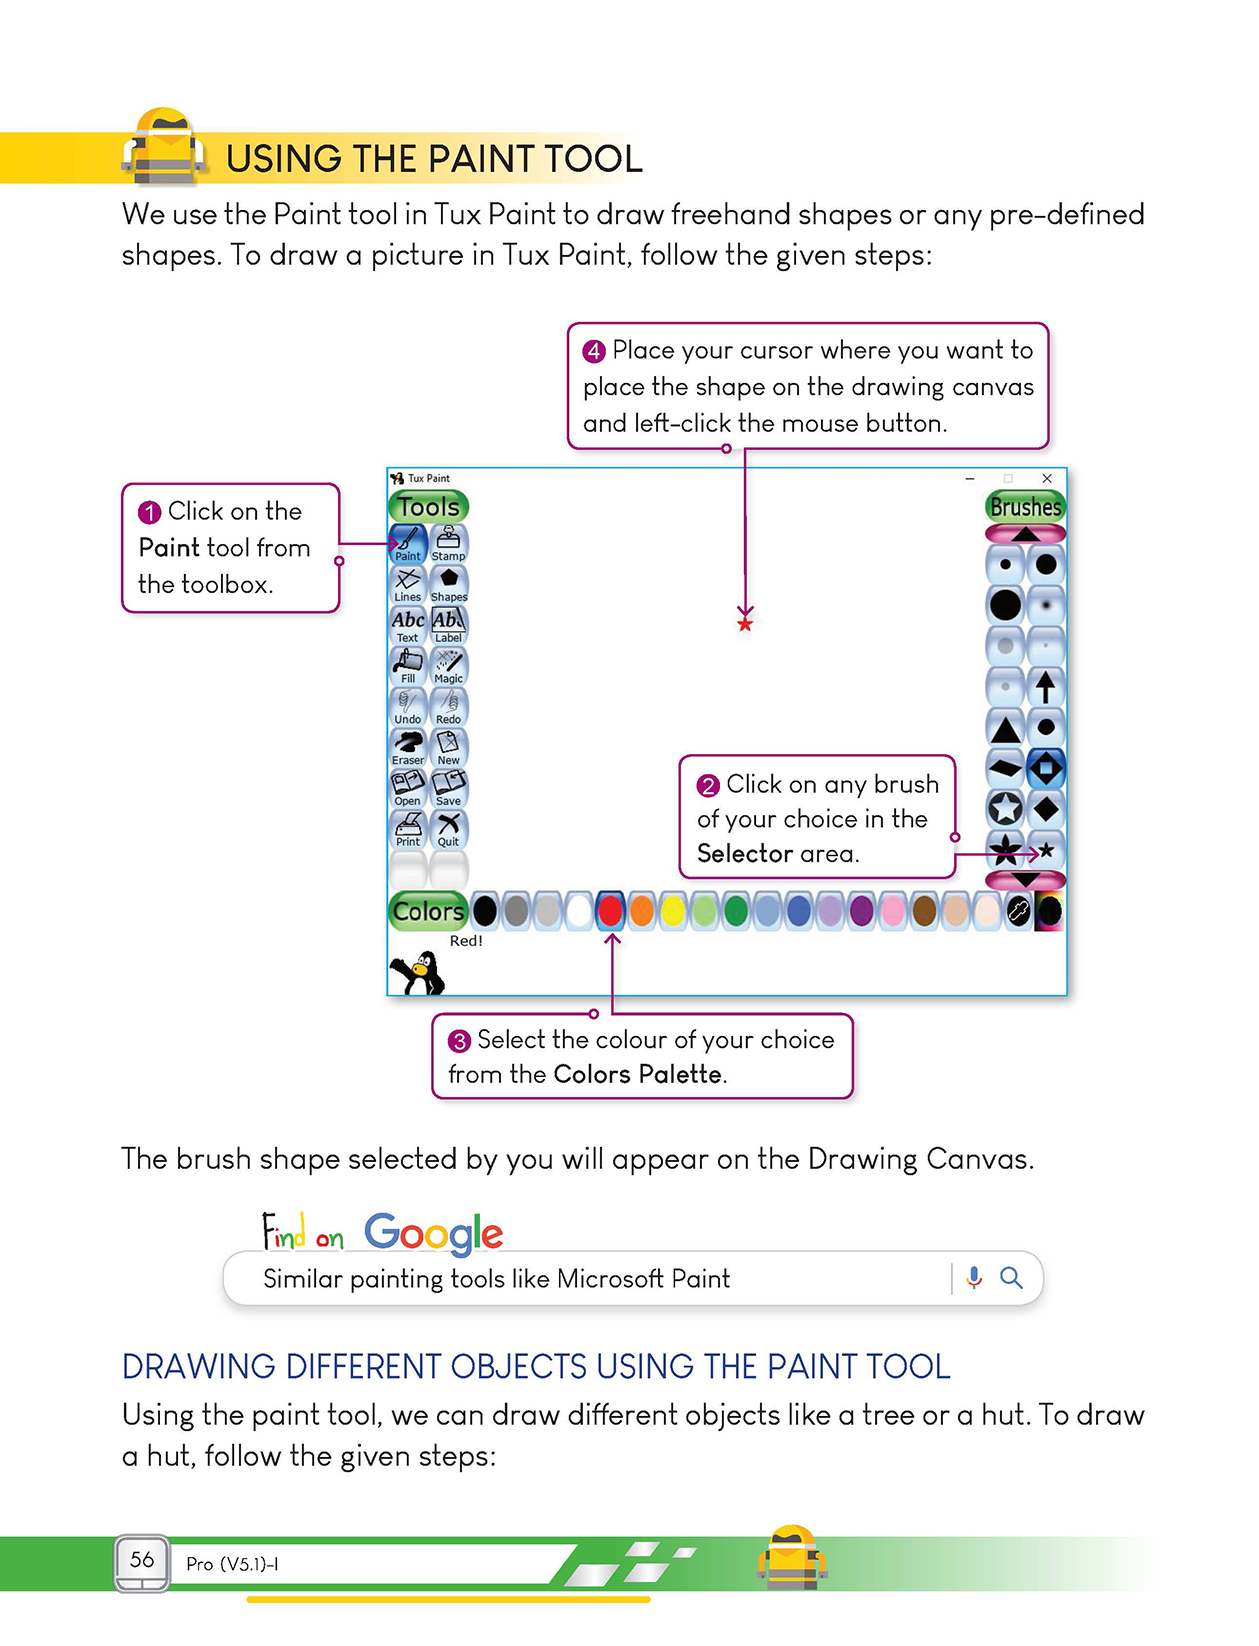 USING THE PAINT TOOL
We use the Paint tool in Tux Paint to draw freehand shapes or any pre-defined
shapes. To draw a picture in Tux Paint, follow the given steps:
4 Place your cursor where you want to
place the shape on the drawing canvas
and left-click the mouse button.
1 Click on the
Paint tool from
the toolbox.
Tux Paint
Tools
Brushes
Paint Stamp
Lines Shapes
Abc Abc
Text Label
Fill Magic
Undo Redo
Eraser New
Open Save
Print Quit
2 Click on any brush
of your choice in the
Selector area.
Colors
Red!
3 Select the colour of your choice
from the Colors Palette.
The brush shape selected by you will appear on the Drawing Canvas.
Find on Google
Similar painting tools like Microsoft Paint
DRAWING DIFFERENT OBJECTS USING THE PAINT TOOL
Using the paint tool, we can draw different objects like a tree or a hut. To draw
a hut, follow the given steps:
56 Pro (V5.1)-I